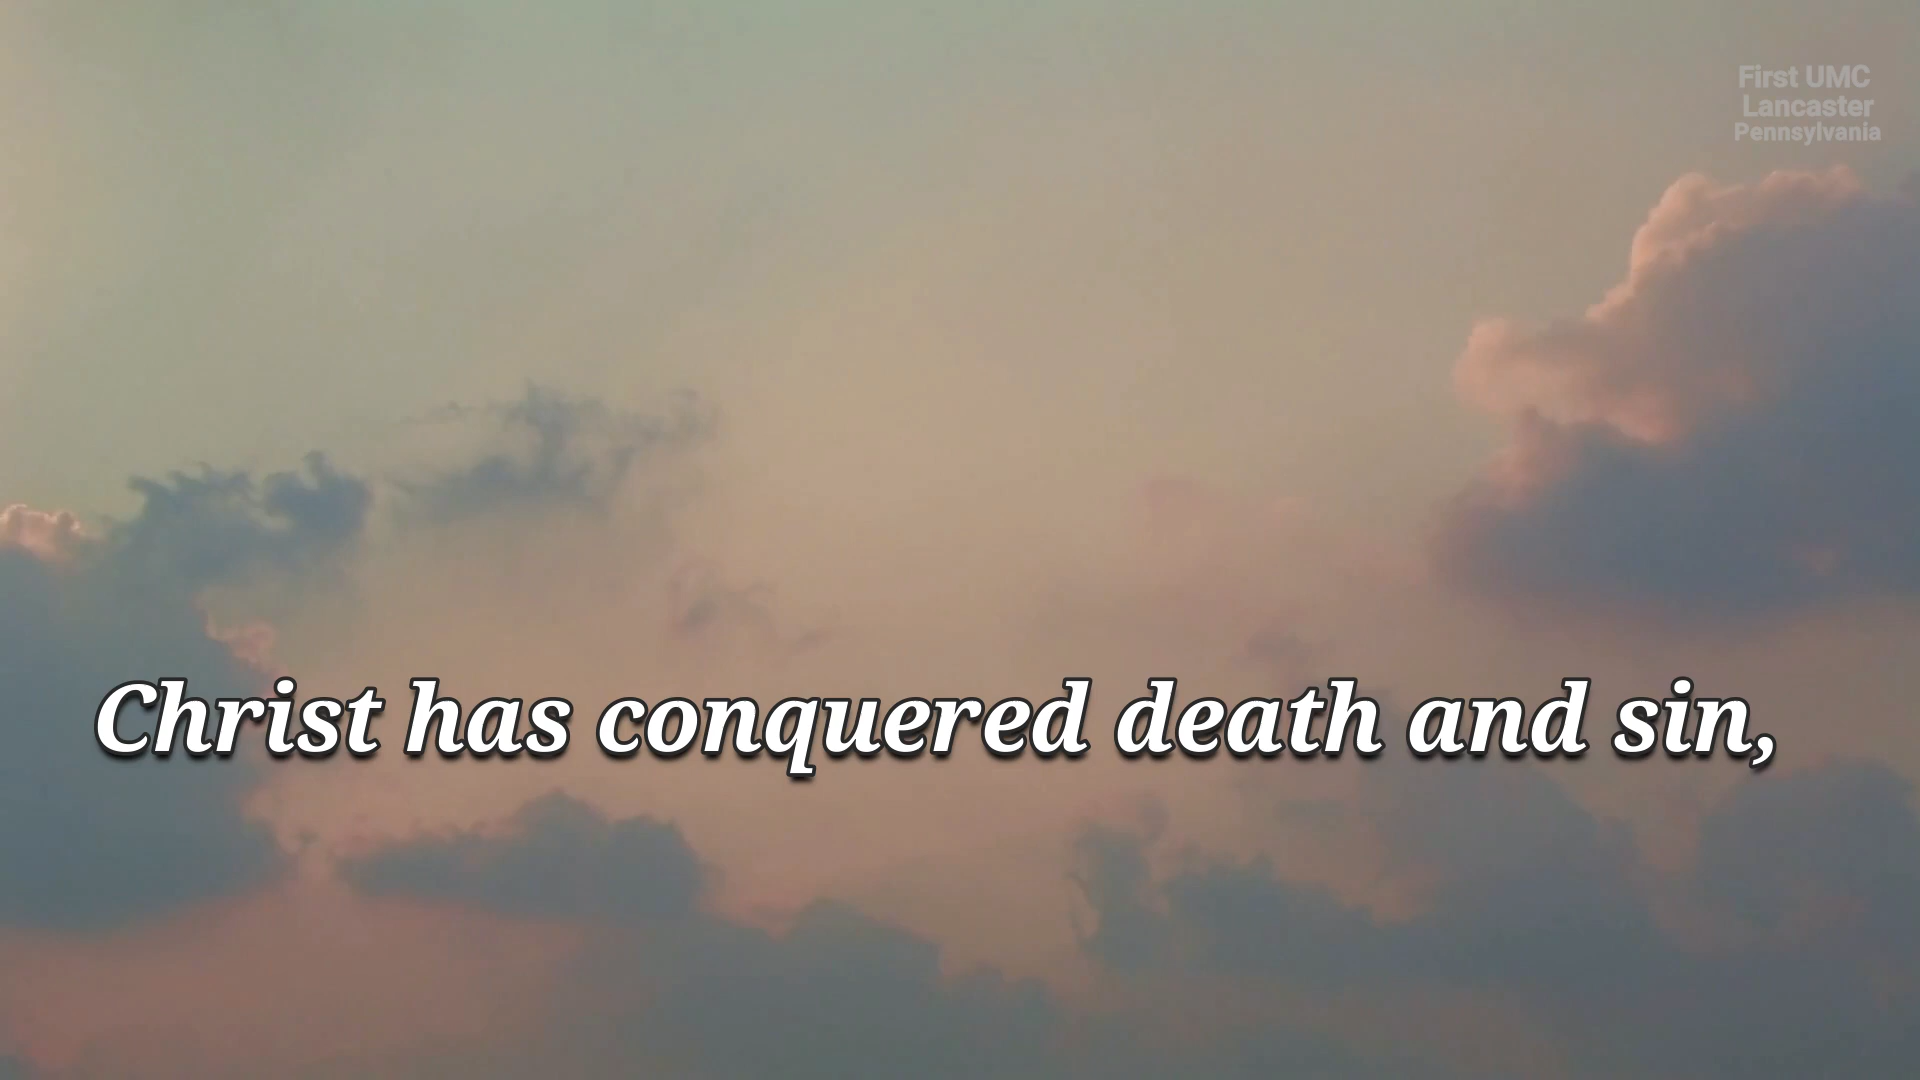 First UMC
Lancaster
Pennsylvania
Christ has conquered death and sin,